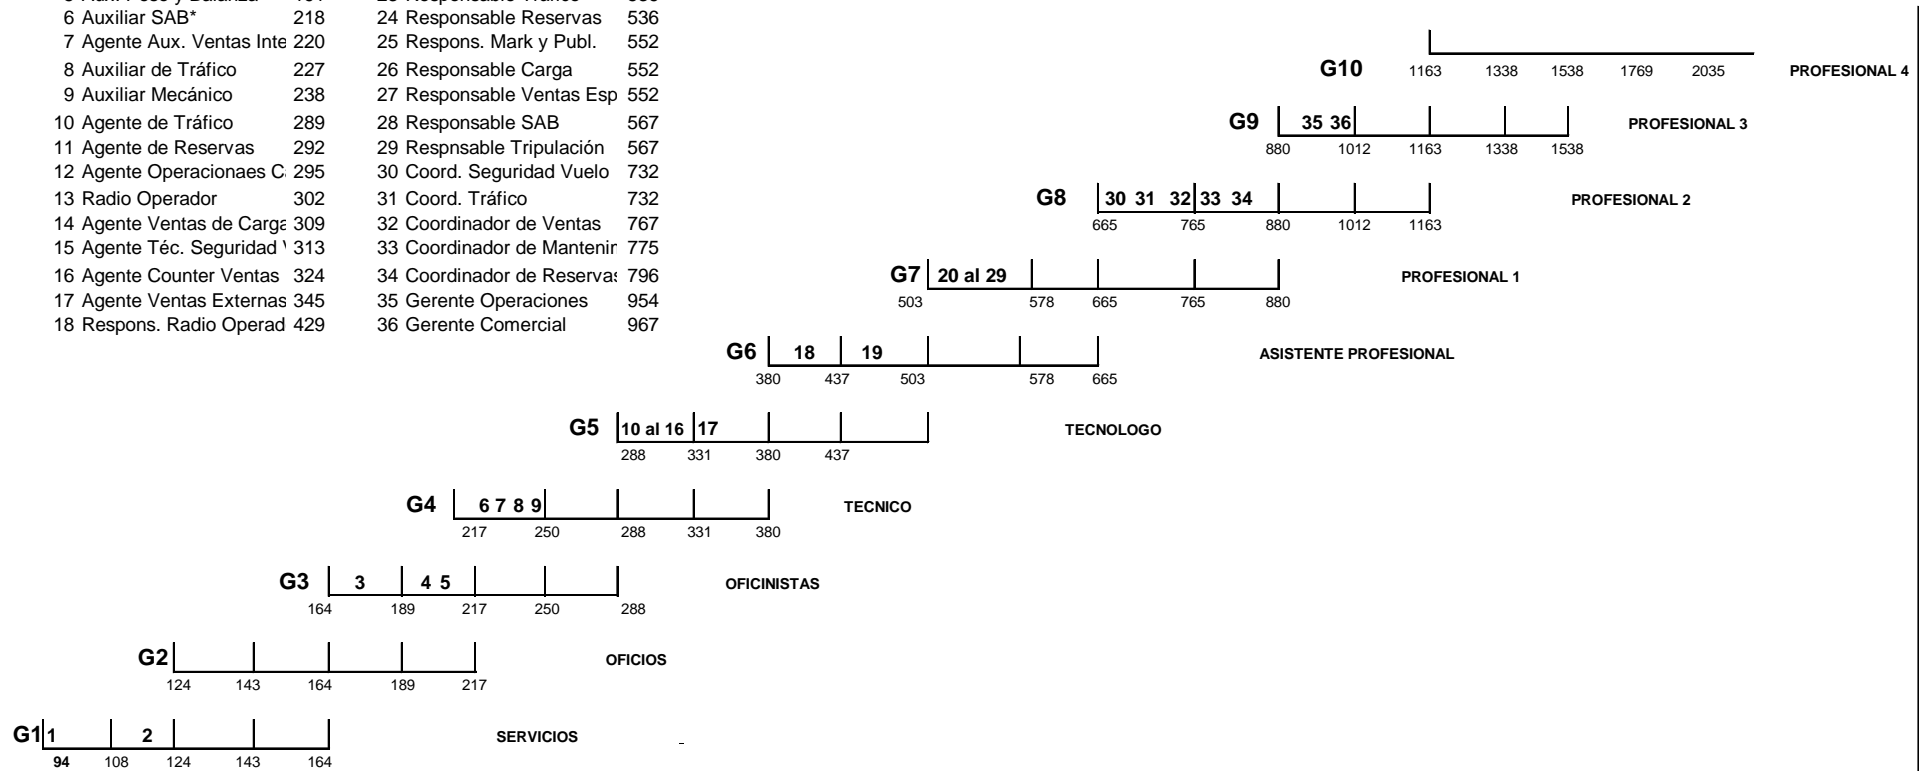 6 Auxiliar SAB* 218 24 Responsable Reservas 536
7 Agente Aux. Ventas Inte 220 25 Respons. Mark y Publ. 552
8 Auxiliar de Tráfico 227 26 Responsable Carga 552
9 Auxiliar Mecánico 238 27 Responsable Ventas Esp 552
10 Agente de Tráfico 289 28 Responsable SAB 567
11 Agente de Reservas 292 29 Respnsable Tripulación 567
12 Agente Operacionaes C 295 30 Coord. Seguridad Vuelo 732
13 Radio Operador 302 31 Coord. Tráfico 732
14 Agente Ventas de Carga 309 32 Coordinador de Ventas 767
15 Agente Téc. Seguridad 313 33 Coordinador de Mantenin 775
16 Agente Counter Ventas 324 34 Coordinador de Reservas 796
17 Agente Ventas Externas 345 35 Gerente Operaciones 954
18 Respons. Radio Operad 429 36 Gerente Comercial 967
G10 PROFESIONAL 4
1163 1338 1538 1769 2035
G9 35 36 PROFESIONAL 3
880 1012 1163 1338 1538
G8 30 31 32 33 34 PROFESIONAL 2
665 765 880 1012 1163
G7 20 al 29 PROFESIONAL 1
503 578 665 765 880
G6 18 19 ASISTENTE PROFESIONAL
380 437 503 578 665
G5 10 al 16 17 TECNOLOGO
288 331 380 437
G4 6 7 8 9 TECNICO
217 250 288 331 380
G3 3 4 5 OFICINISTAS
164 189 217 250 288
G2 OFICIOS
124 143 164 189 217
G1 1 2 SERVICIOS
94 108 124 143 164